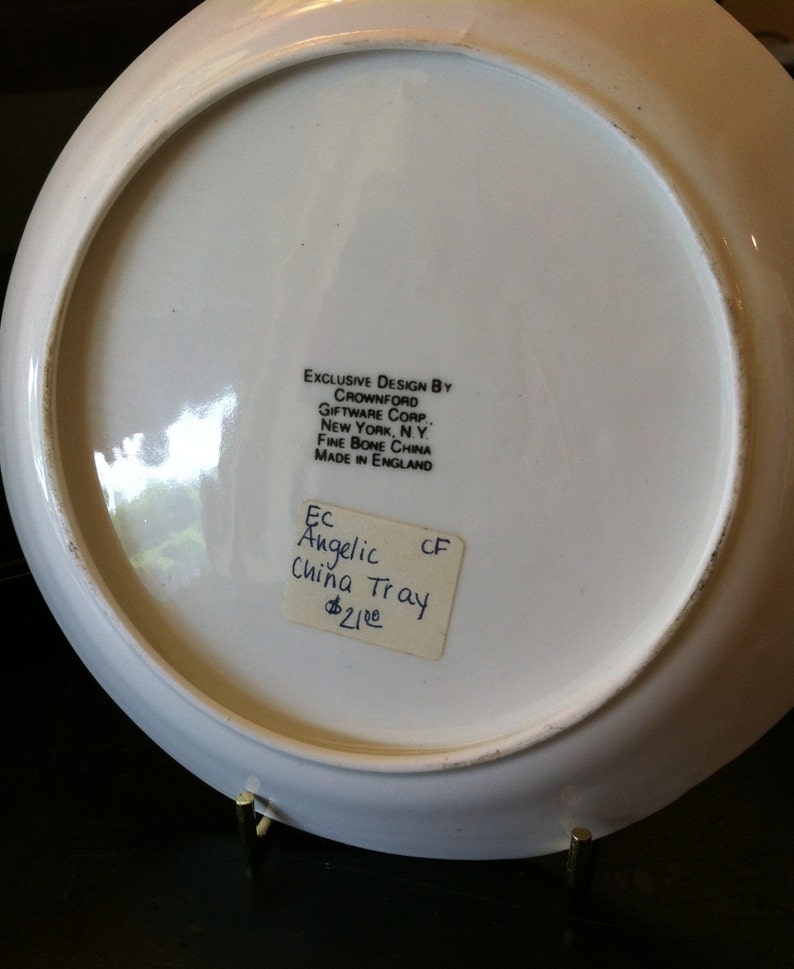 EXCLUSIVE DESIGN BY
CROWNFORD
GIFTWARE CORP.,
NEW YORK, N.Y.
FINE BONE CHINA
MADE IN ENGLAND
EC CF
Angelic
China Tray
$21.00